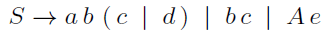 S → a b ( c | d ) | b c | A e